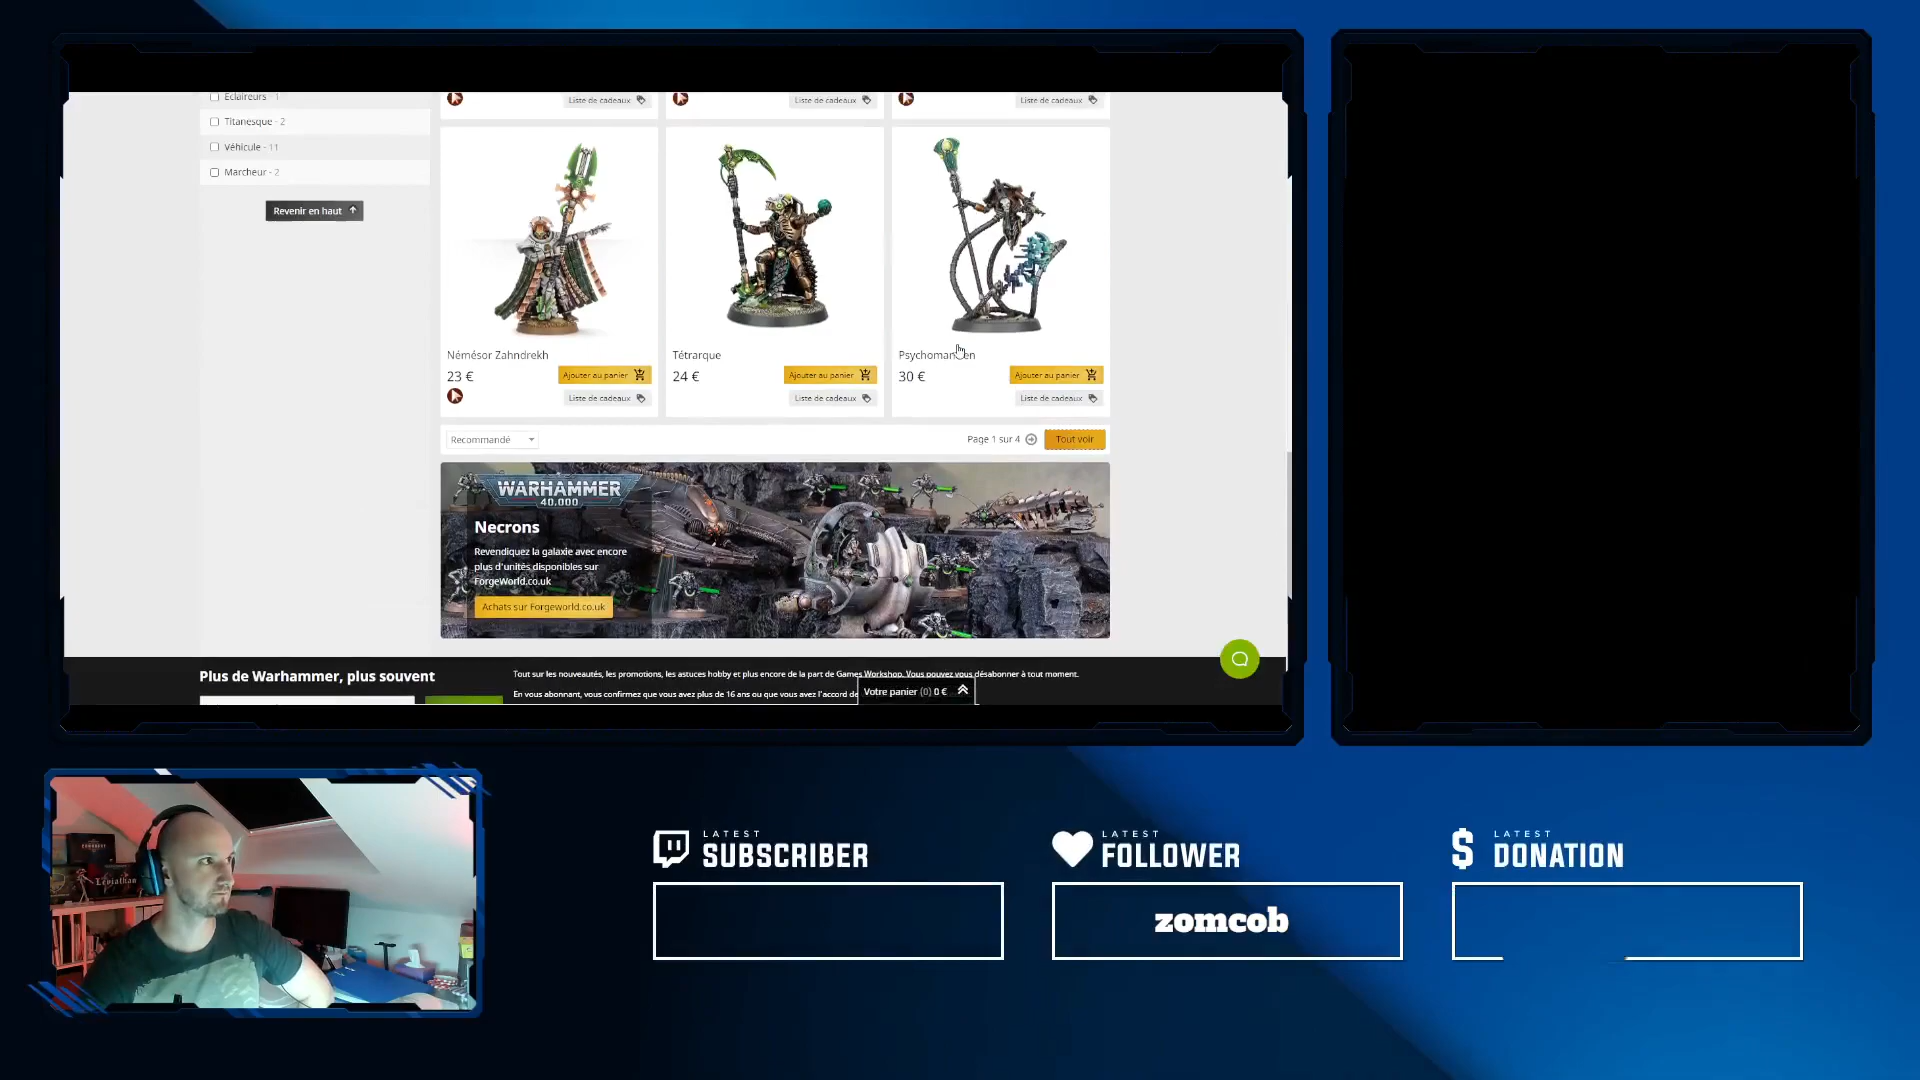 Eclaireurs - 1
Titanesque - 2
Véhicule - 11
Marcheur - 2
Revenir en haut
Liste de cadeaux
Liste de cadeaux
Liste de cadeaux
Némésor Zahndrekh
23 €
Ajouter au panier
Liste de cadeaux
Tétrarque
24 €
Ajouter au panier
Liste de cadeaux
30 €
Ajouter au panier
Liste de cadeaux
Recommandé
Page 1 sur 4
Tout voir
WARHAMMER
40.000
Necrons
Revendiquez la galaxie avec encore
plus d'unités disponibles sur
ForgeWorld.co.uk
Achats sur Forgeworld.co.uk
Plus de Warhammer, plus souvent
Tout sur les nouveautés, les promotions, les astuces hobby et plus encore de la part de Games Workshop. Vous pouvez vous désabonner à tout moment.
En vous abonnant, vous confirmez que vous avez plus de 16 ans ou que vous avez l'accord de
Votre panier (0) 0 €
Leviathan
LATEST
SUBSCRIBER
LATEST
FOLLOWER
zomcob
LATEST
DONATION